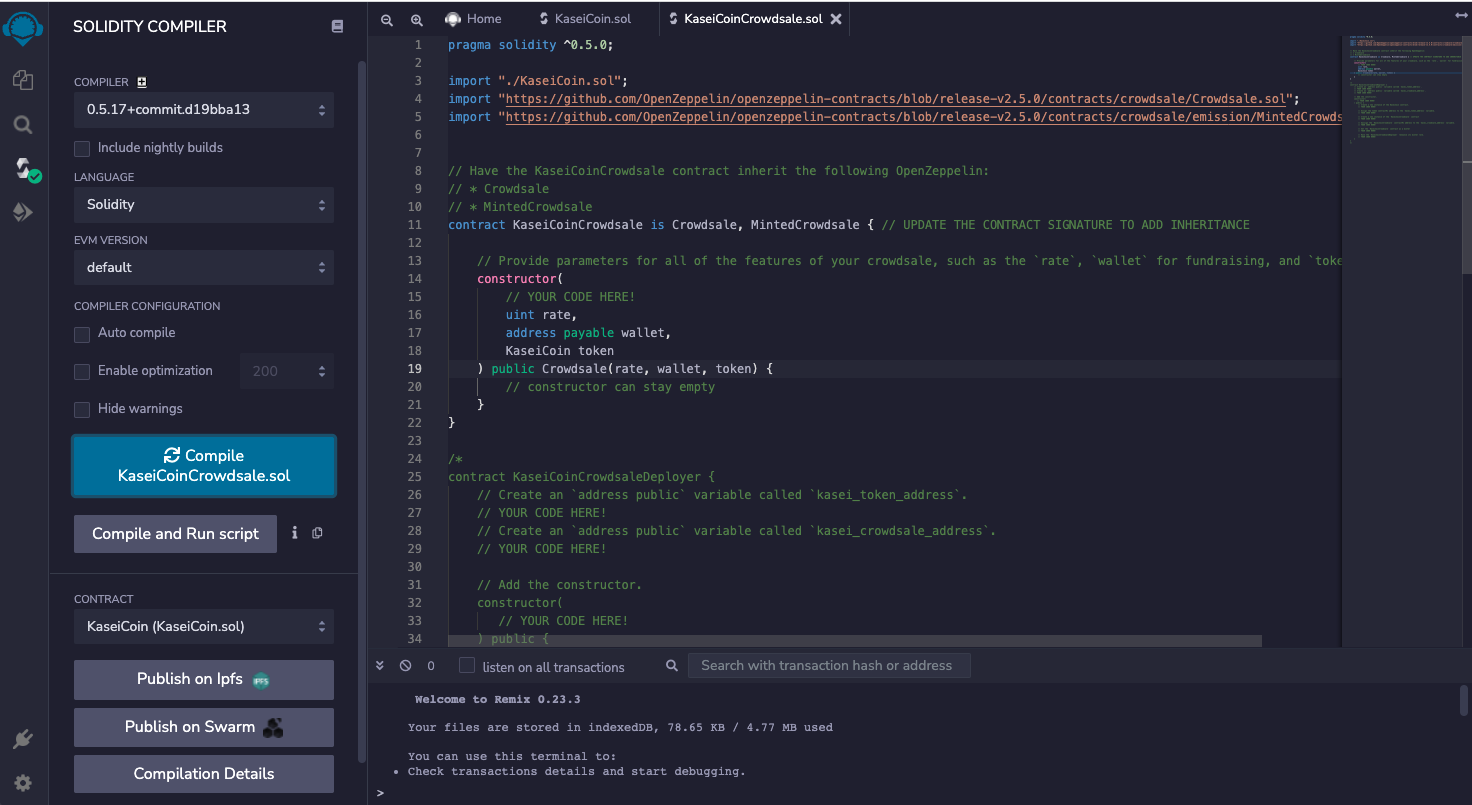 SOLIDITY COMPILER
COMPILER
0.5.17+commit.d19bba13
Include nightly builds
LANGUAGE
Solidity
EVM VERSION
default
COMPILER CONFIGURATION
Auto compile
Enable optimization
200
Hide warnings
Compile
KaseiCoinCrowdsale.sol
Compile and Run script
i
CONTRACT
KaseiCoin (KaseiCoin.sol)
Publish on Ipfs
IPFS
Publish on Swarm
Compilation Details
Home
KaseiCoin.sol
KaseiCoinCrowdsale.sol
1 pragma solidity ^0.5.0;
2
3 import "./KaseiCoin.sol";
4 import "https://github.com/OpenZeppelin/openzeppelin-contracts/blob/release-v2.5.0/contracts/crowdsale/Crowdsale.sol";
5 import "https://github.com/OpenZeppelin/openzeppelin-contracts/blob/release-v2.5.0/contracts/crowdsale/emission/MintedCrowds
6
7
8 // Have the KaseiCoinCrowdsale contract inherit the following OpenZeppelin:
9 // * Crowdsale
10 // * MintedCrowdsale
11 contract KaseiCoinCrowdsale is Crowdsale, MintedCrowdsale { // UPDATE THE CONTRACT SIGNATURE TO ADD INHERITANCE
12
13 // Provide parameters for all of the features of your crowdsale, such as the `rate`, `wallet` for fundraising, and `toke
14 constructor(
15 // YOUR CODE HERE!
16 uint rate,
17 address payable wallet,
18 KaseiCoin token
19 ) public Crowdsale(rate, wallet, token) {
20 // constructor can stay empty
21 }
22 }
23
24 /*
25 contract KaseiCoinCrowdsaleDeployer {
26 // Create an `address public` variable called `kasei_token_address`.
27 // YOUR CODE HERE!
28 // Create an `address public` variable called `kasei_crowdsale_address`.
29 // YOUR CODE HERE!
30
31 // Add the constructor.
32 constructor(
33 // YOUR CODE HERE!
34 ) public {
0
listen on all transactions
Search with transaction hash or address
Welcome to Remix 0.23.3
Your files are stored in indexedDB, 78.65 KB / 4.77 MB used
You can use this terminal to:
• Check transactions details and start debugging.
>